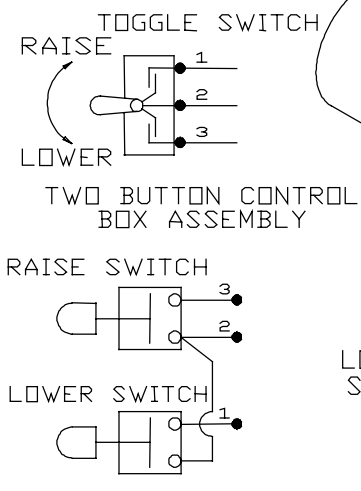 TOGGLE SWITCH
RAISE
1
2
3
LOWER
TWO BUTTON CONTROL
BOX ASSEMBLY
RAISE SWITCH
3
2
LOWER SWITCH
1